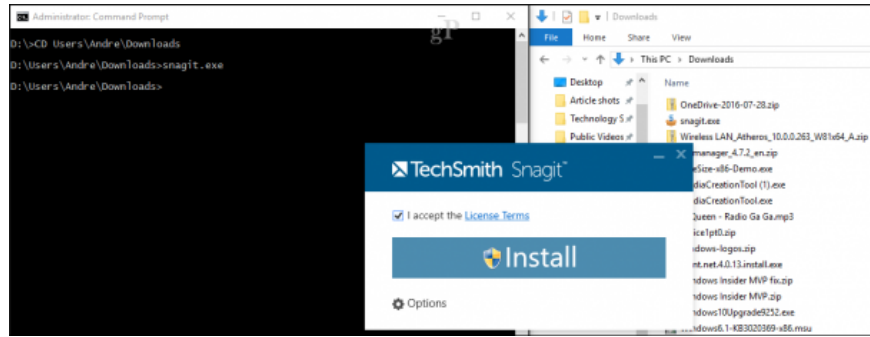 Administrator: Command Prompt
gP
D:\>CD Users\Andre\Downloads
D:\Users\Andre\Downloads>snagit.exe
D:\Users\Andre\Downloads>
Downloads
File Home Share View
This PC > Downloads
Desktop
Article shots
Technology S
Public Videos
Name
OneDrive-2016-07-28.zip
snagit.exe
Wireless LAN_Atheros_10.0.0.263_W81x64_A.zip
manager_4.7.2_en.zip
eSize-x86-Demo.exe
diaCreationTool (1).exe
diaCreationTool.exe
Queen - Radio Ga Ga.mp3
ice1pt0.zip
dows-logos.zip
nt.net.4.0.13.install.exe
ndows Insider MVP fix.zip
ndows Insider MVP.zip
ndows10Upgrade9252.exe
ndows6.1-KB3020369-x86.msu
TechSmith Snagit™
I accept the License Terms
Install
Options